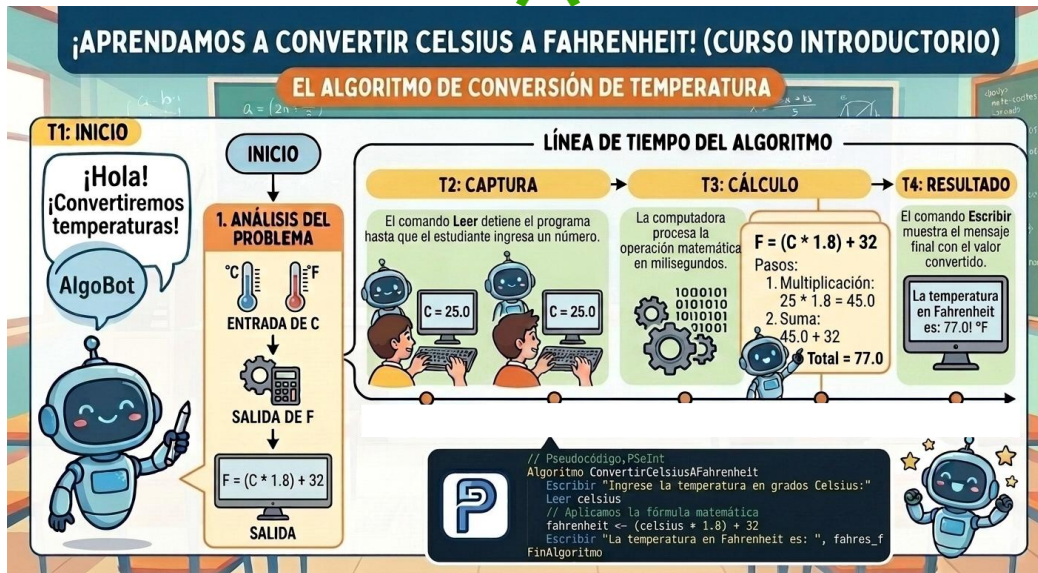 ¡APRENDAMOS A CONVERTIR CELSIUS A FAHRENHEIT! (CURSO INTRODUCTORIO)
EL ALGORITMO DE CONVERSIÓN DE TEMPERATURA
T1: INICIO
¡Hola!
¡Convertiremos
temperaturas!
AlgoBot
INICIO
1. ANÁLISIS DEL
PROBLEMA
°C
°F
ENTRADA DE C
SALIDA DE F
F = (C * 1.8) + 32
SALIDA
LÍNEA DE TIEMPO DEL ALGORITMO
T2: CAPTURA
El comando Leer detiene el programa
hasta que el estudiante ingresa un número.
C = 25.0
C = 25.0
T3: CÁLCULO
La computadora
procesa la
operación matemática
en milisegundos.
1000101
0101010
10010101
01001
F = (C * 1.8) + 32
Pasos:
1. Multiplicación:
25 * 1.8 = 45.0
2. Suma:
45.0 + 32
Total = 77.0
T4: RESULTADO
El comando Escribir
muestra el mensaje
final con el valor
convertido.
La temperatura
en Fahrenheit
es: 77.0! °F
// Pseudocódigo,PSeInt
Algoritmo ConvertirCelsiusAFahrenheit
Escribir "Ingrese la temperatura en grados Celsius:"
Leer celsius
// Aplicamos la fórmula matemática
fahrenheit <- (celsius * 1.8) + 32
Escribir "La temperatura en Fahrenheit es: ", fahres_f
FinAlgoritmo